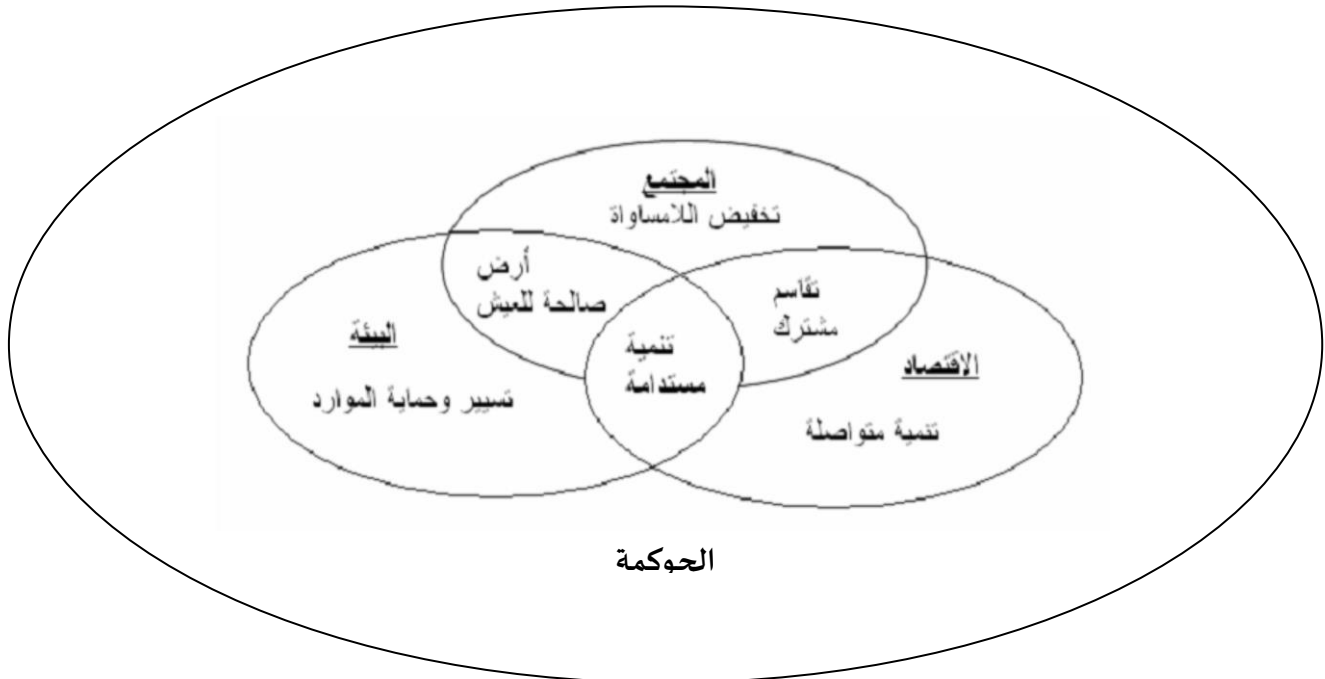 المجتمع
تخفيض اللامساواة
أرض
صالحة للعيش
تقاسم
مشترك
تنمية
مستدامة
البيئة
تسيير وحماية الموارد
الاقتصاد
تنمية متواصلة
الحوكمة